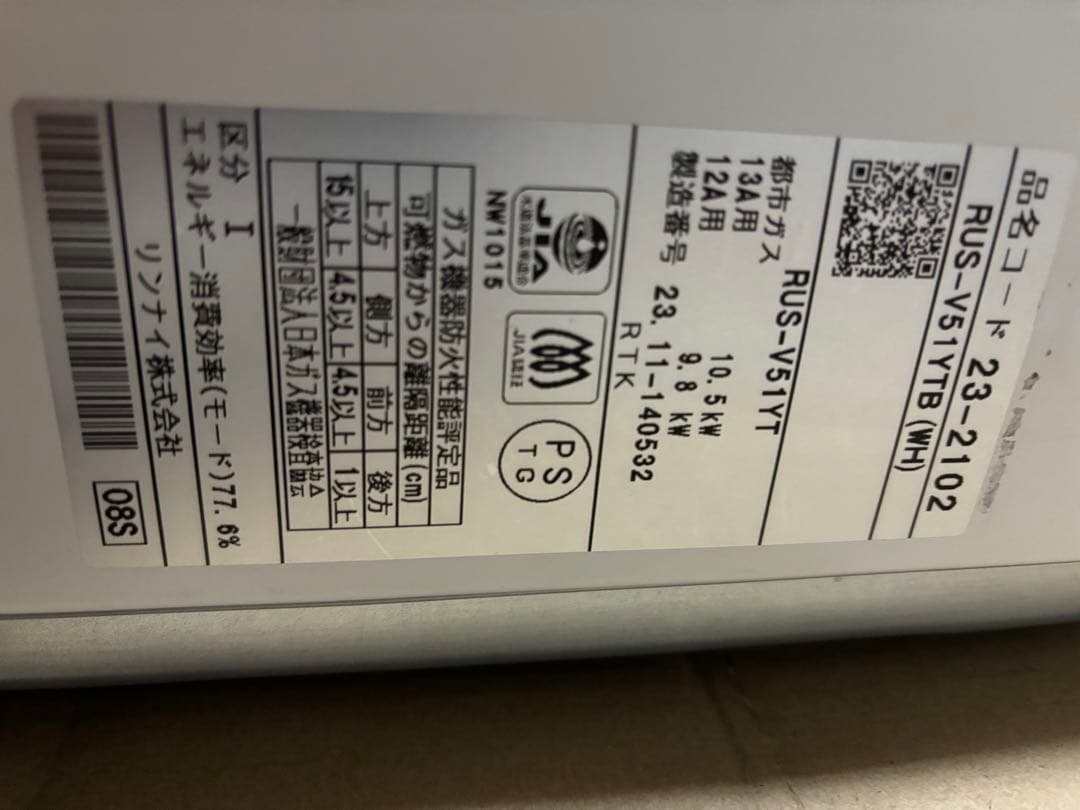 品名コード 23-2102
RUS-V51YTB(WH)
RUS-V51YT
都市ガス
13A用 10.5kW
12A用 9.8kW
製造番号 23.11-140532
RTK
JIA
NW1015
JIA認証
PS
TG
ガス機器防火性能評定品
可燃物からの離隔距離(cm)
上方 側方 前方 後方
15以上 4.5以上 4.5以上 1以上
一般財団法人日本ガス機器検査協会
区分 I
エネルギー消費効率(モード)77.6%
リンナイ株式会社
08S